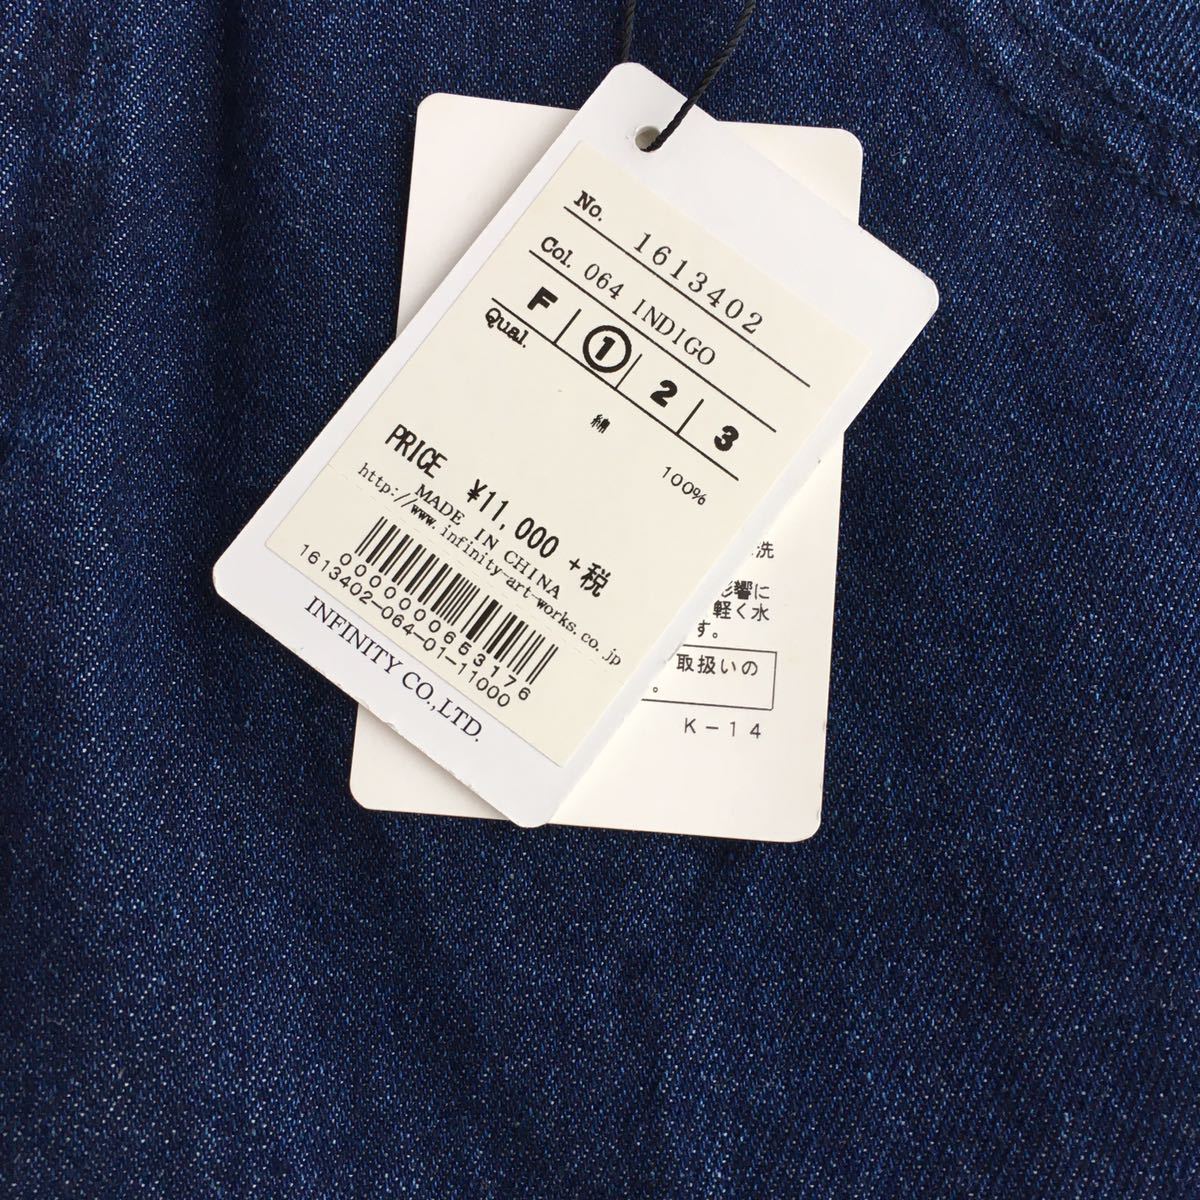 No. 1613402
Col. 064 INDIGO
F ① 2 3
Qual.
綿 100%
PRICE ¥11,000 +税
MADE IN CHINA
http://www.infinity-art-works.co.jp
0000000653176
1613402-064-01-11000
INFINITY CO.,LTD.
洗
影響に
軽く水
す。
取扱いの
。
K-14